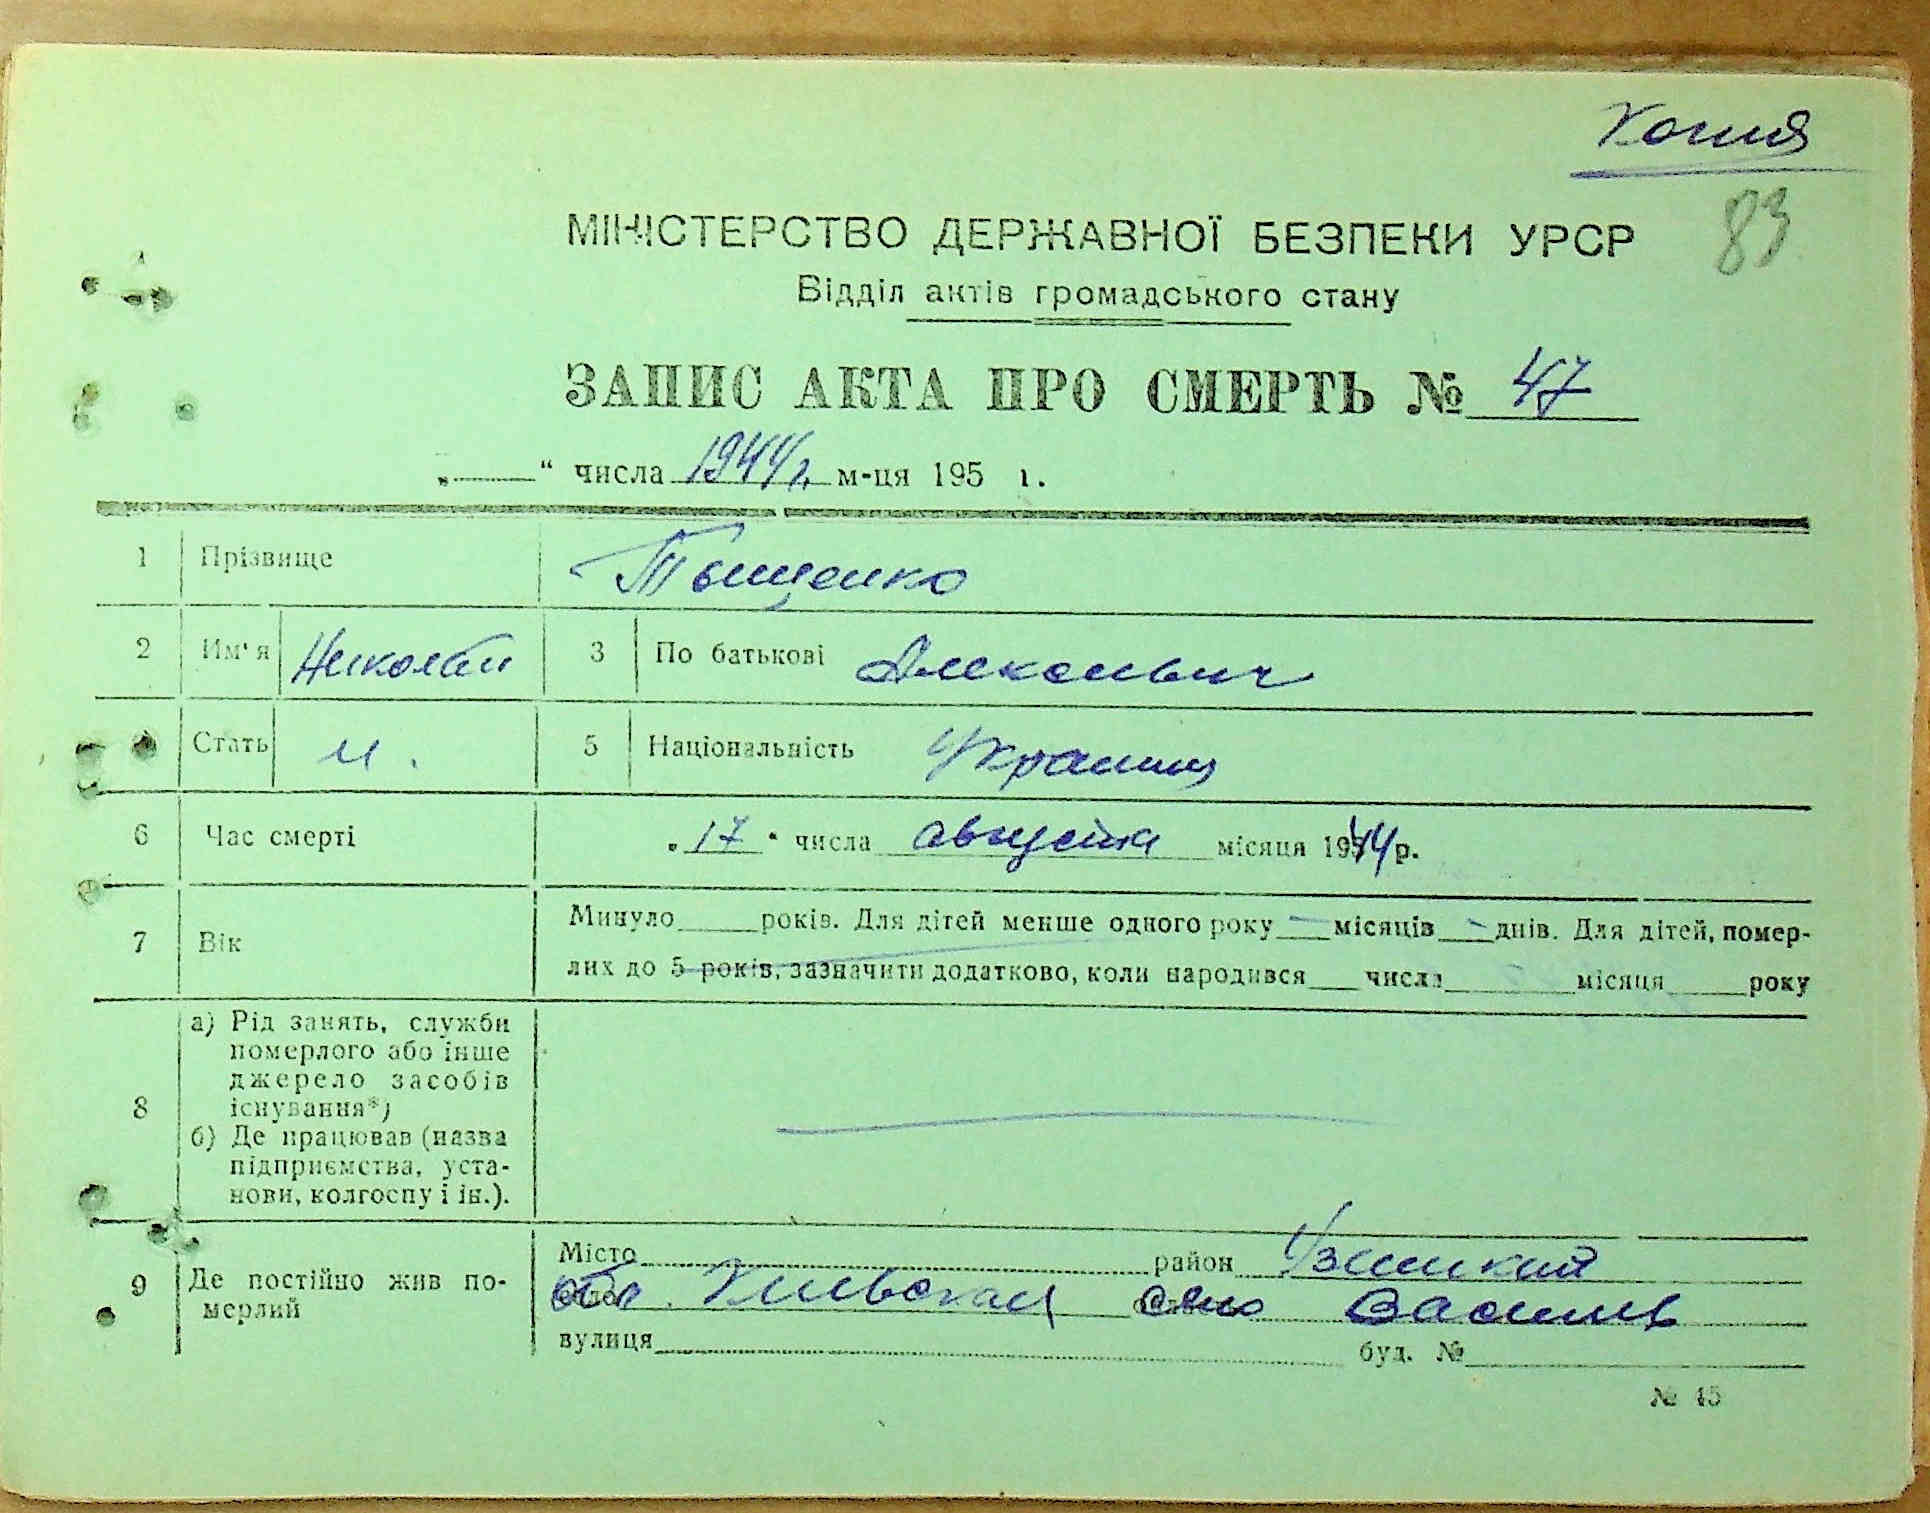 Копия
83
МІНІСТЕРСТВО ДЕРЖАВНОЇ БЕЗПЕКИ УРСР
Відділ актів громадського стану
ЗАПИС АКТА ПРО СМЕРТЬ № 47
„ “ числа 1944 г. м-ця 195 р.
1 Прізвище Тыщенко
2 Им'я Николай 3 По батькові Алексеевич
Стать м. 5 Національність Украинец
6 Час смерті „17“ числа августа місяця 1944 р.
7 Вік Минуло років. Для дітей менше одного року — місяців — днів. Для дітей, помер-
лих до 5 років, зазначити додатково, коли народився числа місяця року
8 а) Рід занять, служби
померлого або інше
джерело засобів
існування*)
б) Де працював (назва
підприємства, уста-
нови, колгоспу і ін.).
9 Де постійно жив по-
мерлий
Місто район
обл. Киевская село Васил
вулиця буд. №
№ 45